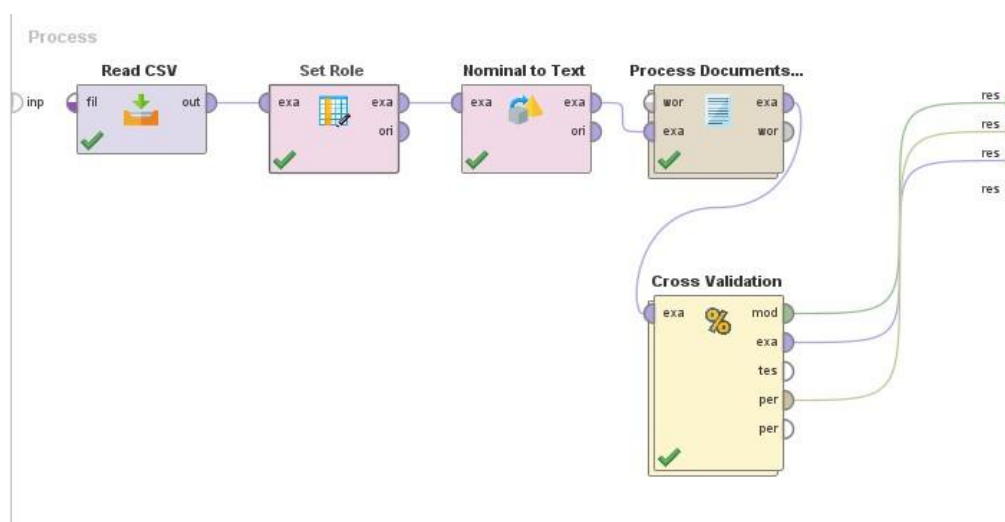 Process
Read CSV
Set Role
Nominal to Text
Process Documents...
inp
fil
out
exa
exa
ori
exa
exa
ori
wor
exa
exa
wor
res
res
res
res
Cross Validation
exa
mod
exa
tes
per
per
%